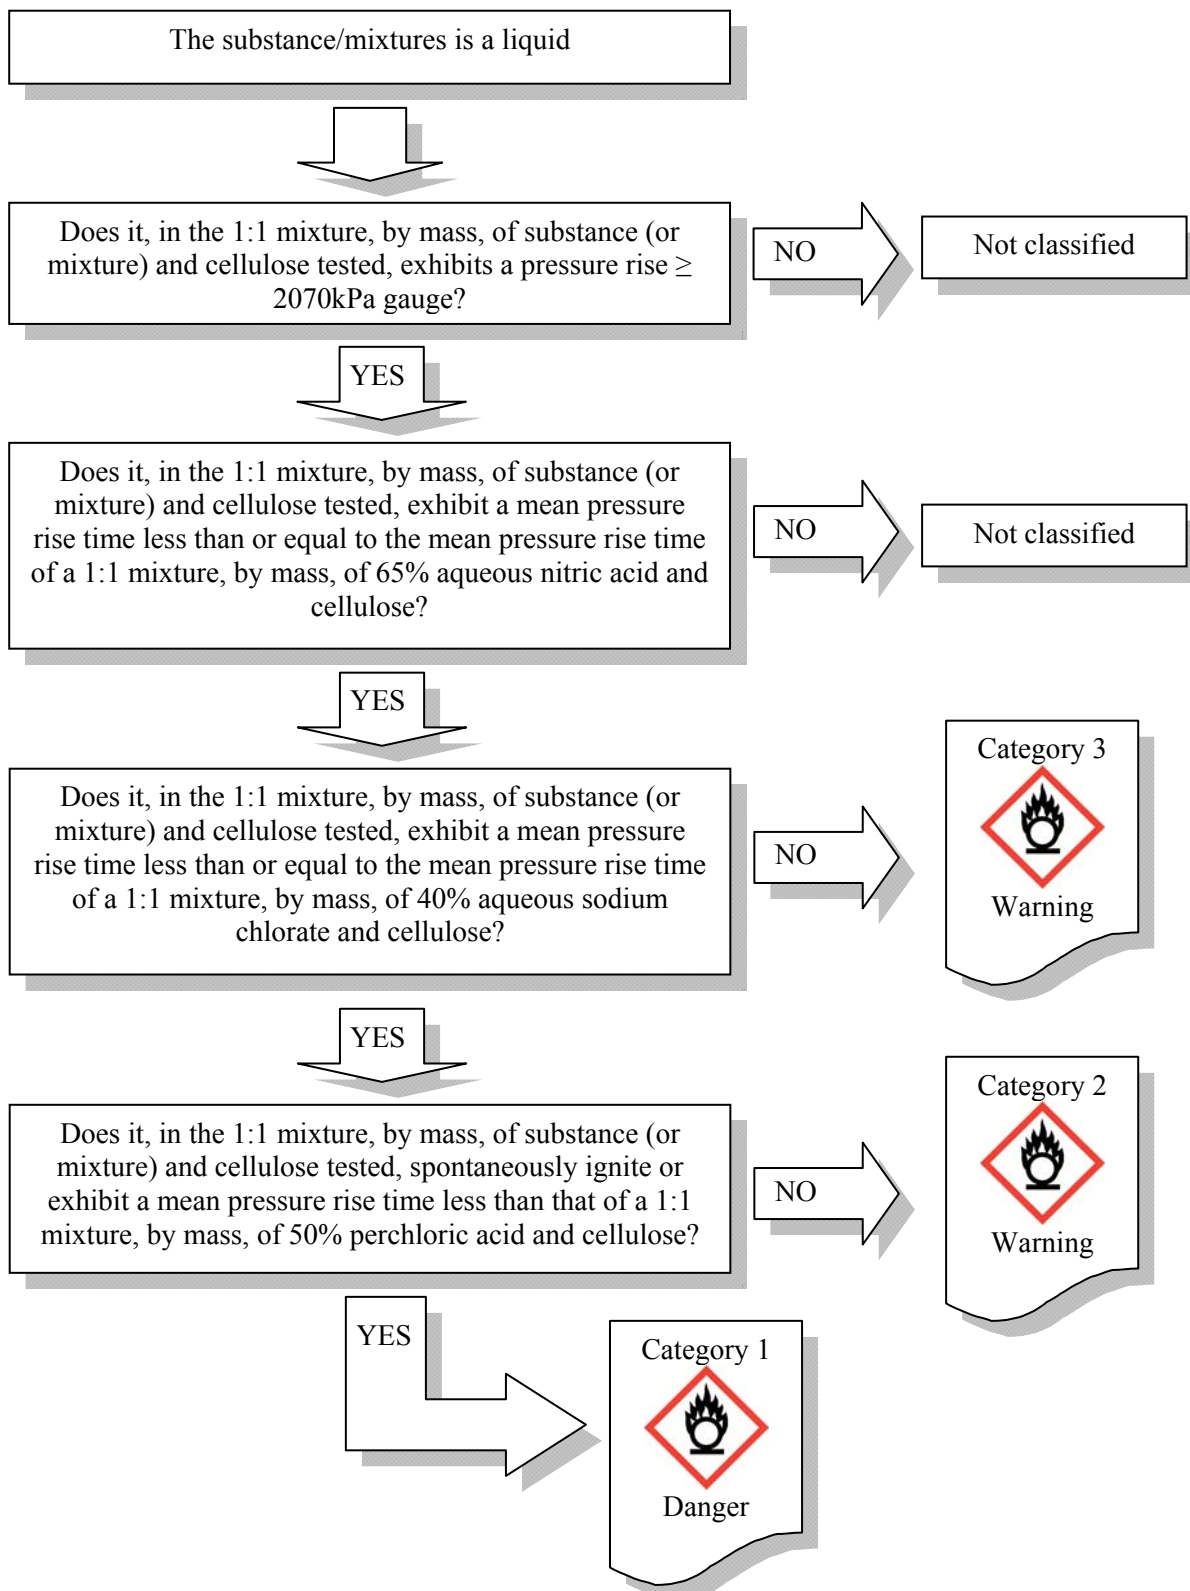 The substance/mixtures is a liquid
Does it, in the 1:1 mixture, by mass, of substance (or
mixture) and cellulose tested, exhibits a pressure rise ≥
2070kPa gauge?
NO
Not classified
YES
Does it, in the 1:1 mixture, by mass, of substance (or
mixture) and cellulose tested, exhibit a mean pressure
rise time less than or equal to the mean pressure rise time
of a 1:1 mixture, by mass, of 65% aqueous nitric acid and
cellulose?
NO
Not classified
YES
Does it, in the 1:1 mixture, by mass, of substance (or
mixture) and cellulose tested, exhibit a mean pressure
rise time less than or equal to the mean pressure rise time
of a 1:1 mixture, by mass, of 40% aqueous sodium
chlorate and cellulose?
NO
Category 3
Warning
YES
Does it, in the 1:1 mixture, by mass, of substance (or
mixture) and cellulose tested, spontaneously ignite or
exhibit a mean pressure rise time less than that of a 1:1
mixture, by mass, of 50% perchloric acid and cellulose?
NO
Category 2
Warning
YES
Category 1
Danger